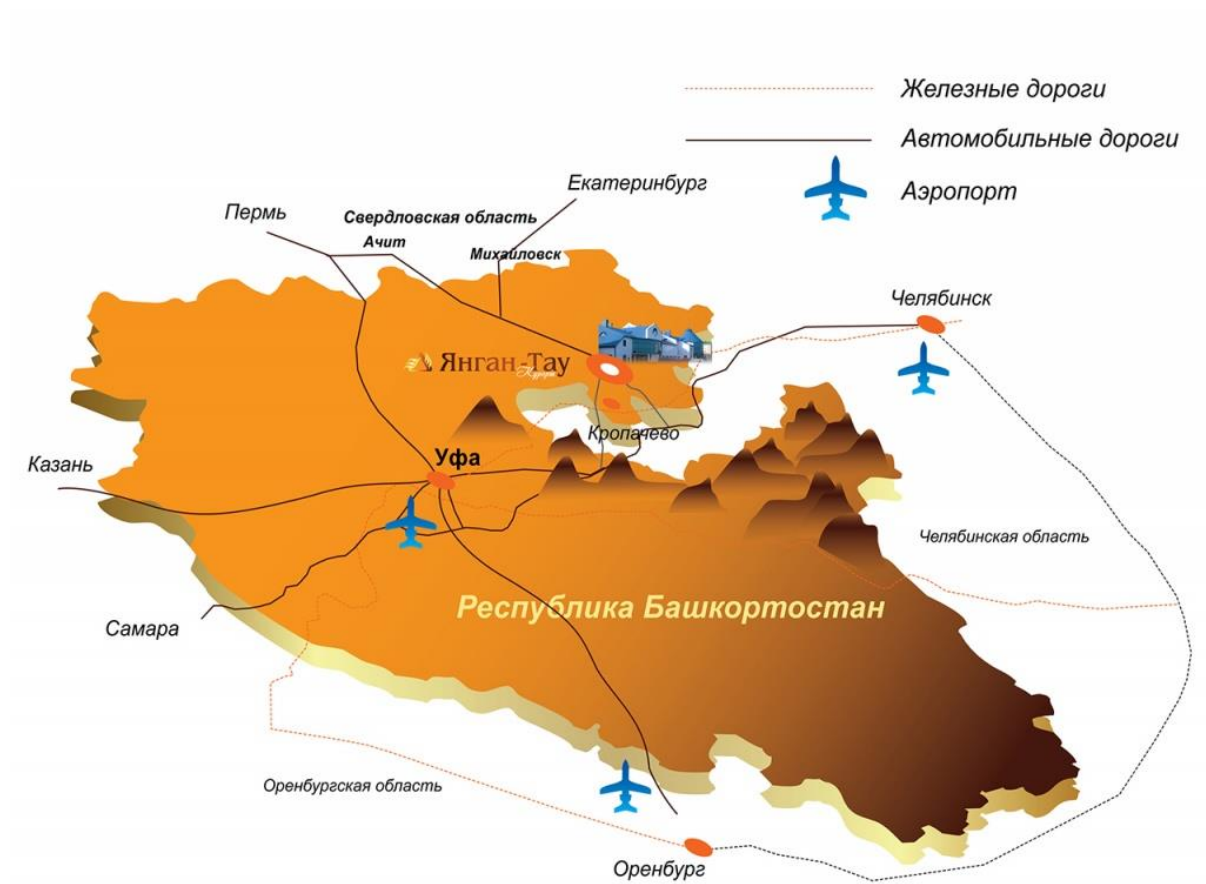 Железные дороги
Автомобильные дороги
Аэропорт
Екатеринбург
Пермь
Свердловская область
Ачит
Михайловск
Челябинск
Янган-Тау
Курорт
Кропачево
Уфа
Казань
Челябинская область
Республика Башкортостан
Самара
Оренбургская область
Оренбург